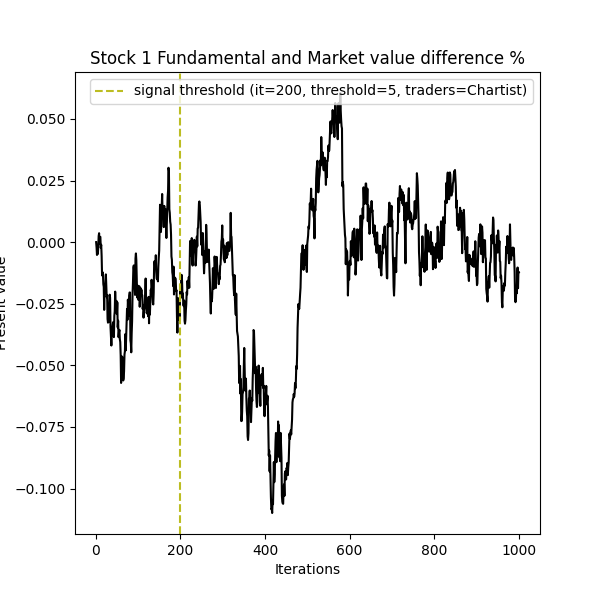 Stock 1 Fundamental and Market value difference %
signal threshold (it=200, threshold=5, traders=Chartist)
0.050
0.025
0.000
−0.025
−0.050
−0.075
−0.100
Present value
0 200 400 600 800 1000
Iterations